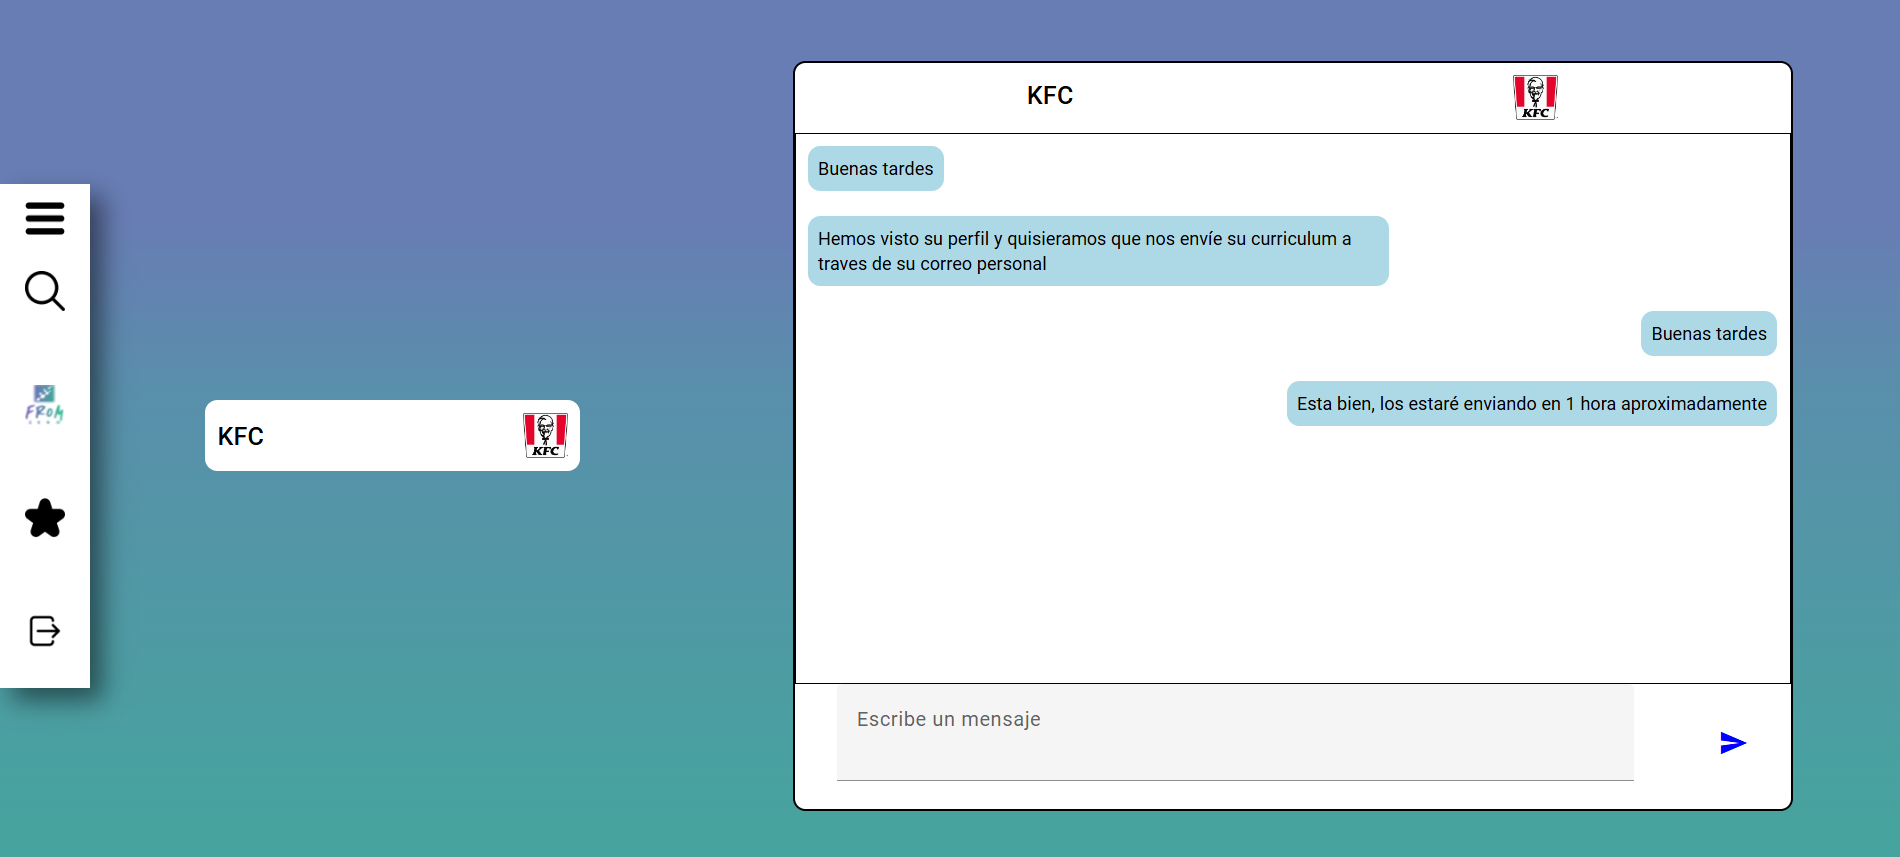 FROM
KFC
KFC
KFC
KFC
Buenas tardes
Hemos visto su perfil y quisieramos que nos envíe su curriculum a
traves de su correo personal
Buenas tardes
Esta bien, los estaré enviando en 1 hora aproximadamente
Escribe un mensaje